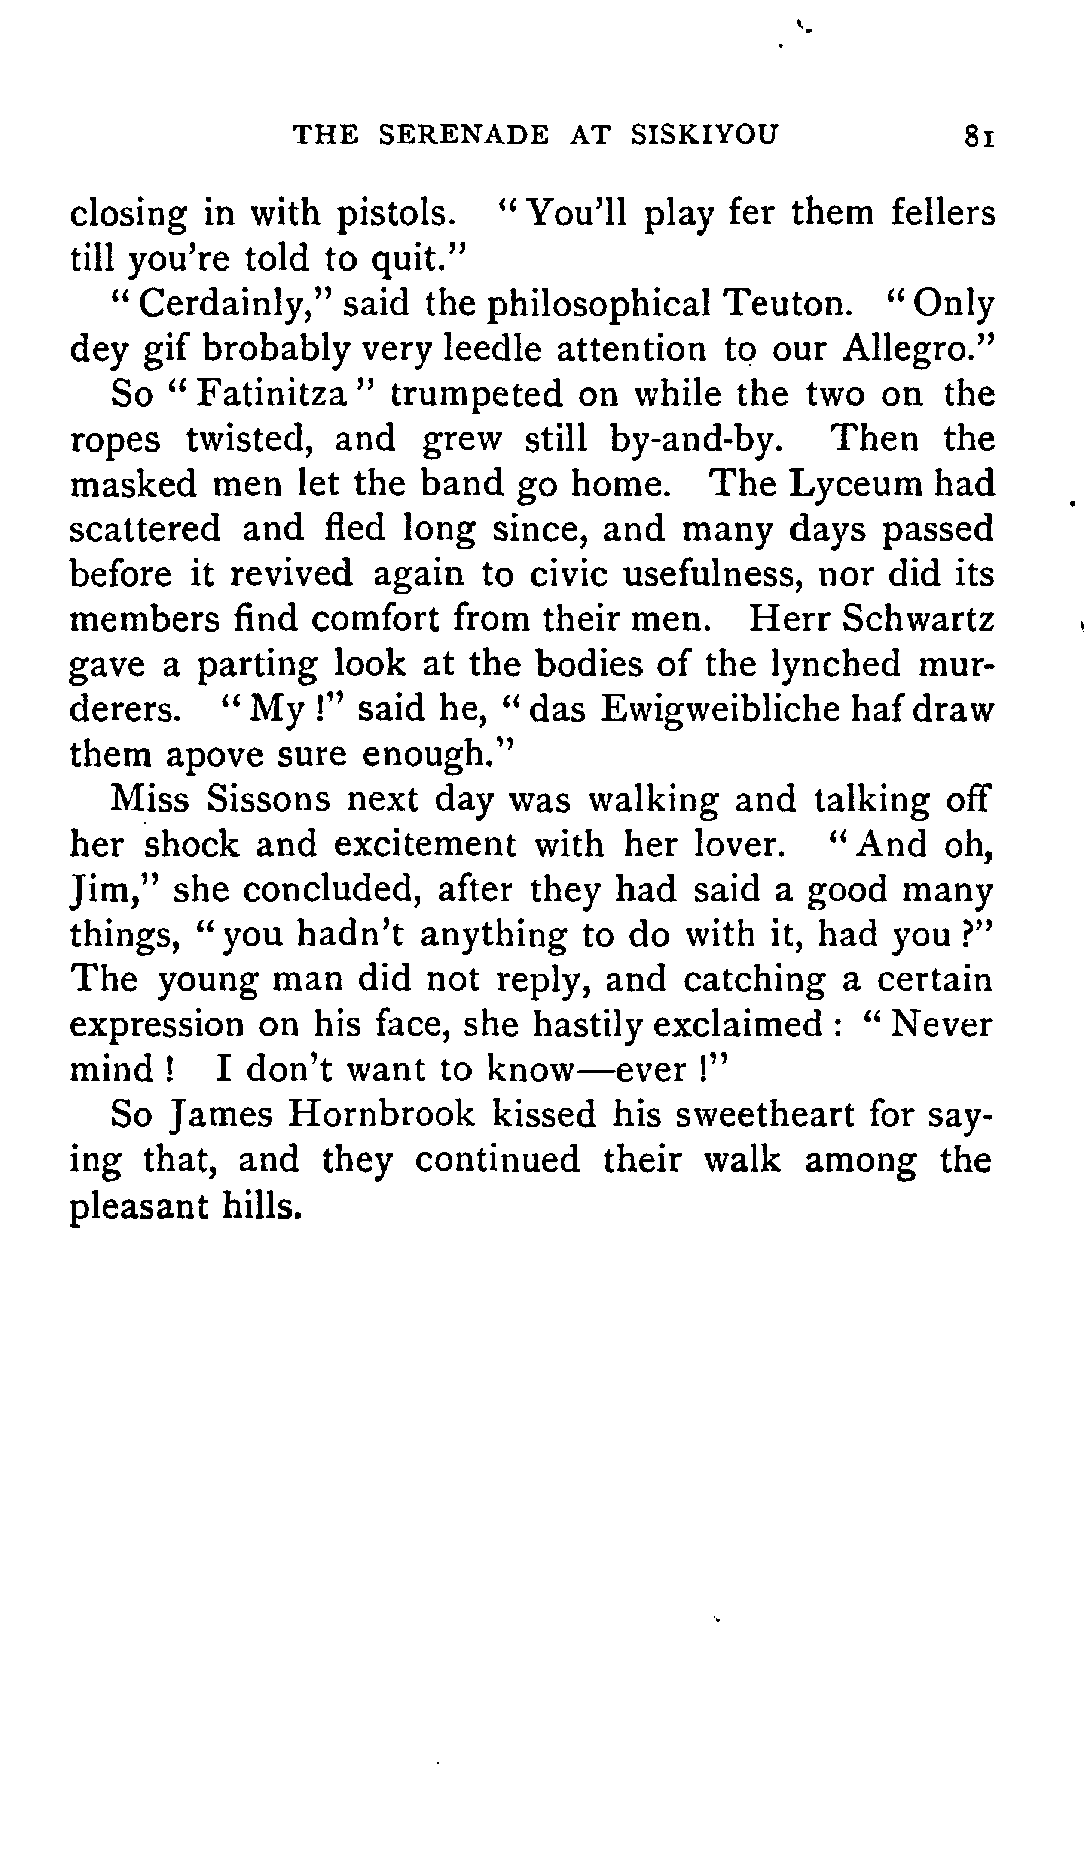 THE SERENADE AT SISKIYOU 81
closing in with pistols. "You'll play fer them fellers
till you're told to quit."
"Cerdainly," said the philosophical Teuton. "Only
dey gif brobably very leedle attention to our Allegro."
So "Fatinitza" trumpeted on while the two on the
ropes twisted, and grew still by-and-by. Then the
masked men let the band go home. The Lyceum had
scattered and fled long since, and many days passed
before it revived again to civic usefulness, nor did its
members find comfort from their men. Herr Schwartz
gave a parting look at the bodies of the lynched mur-
derers. "My!" said he, "das Ewigweibliche haf draw
them apove sure enough."
Miss Sissons next day was walking and talking off
her shock and excitement with her lover. "And oh,
Jim," she concluded, after they had said a good many
things, "you hadn't anything to do with it, had you?"
The young man did not reply, and catching a certain
expression on his face, she hastily exclaimed: "Never
mind! I don't want to know—ever!"
So James Hornbrook kissed his sweetheart for say-
ing that, and they continued their walk among the
pleasant hills.